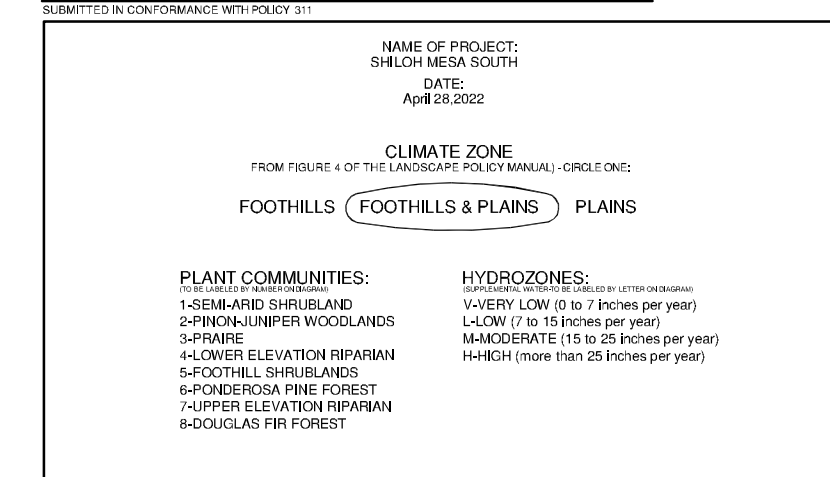 SUBMITTED IN CONFORMANCE WITH POLICY 311
NAME OF PROJECT:
SHILOH MESA SOUTH
DATE:
April 28,2022
CLIMATE ZONE
FROM FIGURE 4 OF THE LANDSCAPE POLICY MANUAL) - CIRCLE ONE:
FOOTHILLS FOOTHILLS & PLAINS PLAINS
PLANT COMMUNITIES:
(TO BE LABELED BY NUMBER ON DIAGRAM)
1-SEMI-ARID SHRUBLAND
2-PINON-JUNIPER WOODLANDS
3-PRAIRE
4-LOWER ELEVATION RIPARIAN
5-FOOTHILL SHRUBLANDS
6-PONDEROSA PINE FOREST
7-UPPER ELEVATION RIPARIAN
8-DOUGLAS FIR FOREST
HYDROZONES:
(SUPPLEMENTAL WATER-TO BE LABELED BY LETTER ON DIAGRAM)
V-VERY LOW (0 to 7 inches per year)
L-LOW (7 to 15 inches per year)
M-MODERATE (15 to 25 inches per year)
H-HIGH (more than 25 inches per year)